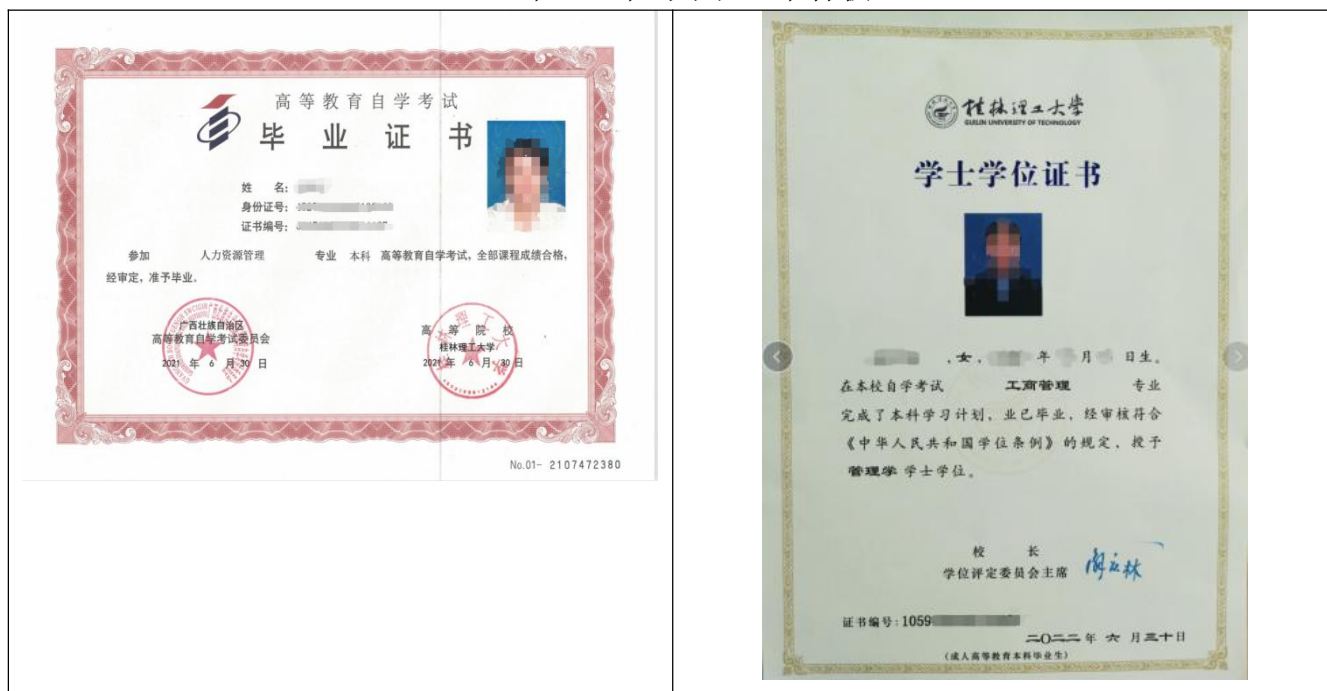 高等教育自学考试
毕业证书
姓 名:
身份证号:
证书编号:
参加 人力资源管理 专业 本科 高等教育自学考试，全部课程成绩合格，
经审定，准予毕业。
广西壮族自治区
高等教育自学考试委员会
2021 年 6 月 30 日
高等院校
桂林理工大学
2021 年 6 月 30 日
No.01- 2107472380
桂林理工大学
GUILIN UNIVERSITY OF TECHNOLOGY
学士学位证书
，女， 年 月 日生。
在本校自学考试 工商管理 专业
完成了本科学习计划，业已毕业，经审核符合
《中华人民共和国学位条例》的规定，授予
管理学 学士学位。
校 长
学位评定委员会主席
证书编号:1059
二〇二二年 六 月三十日
(成人高等教育本科毕业生)